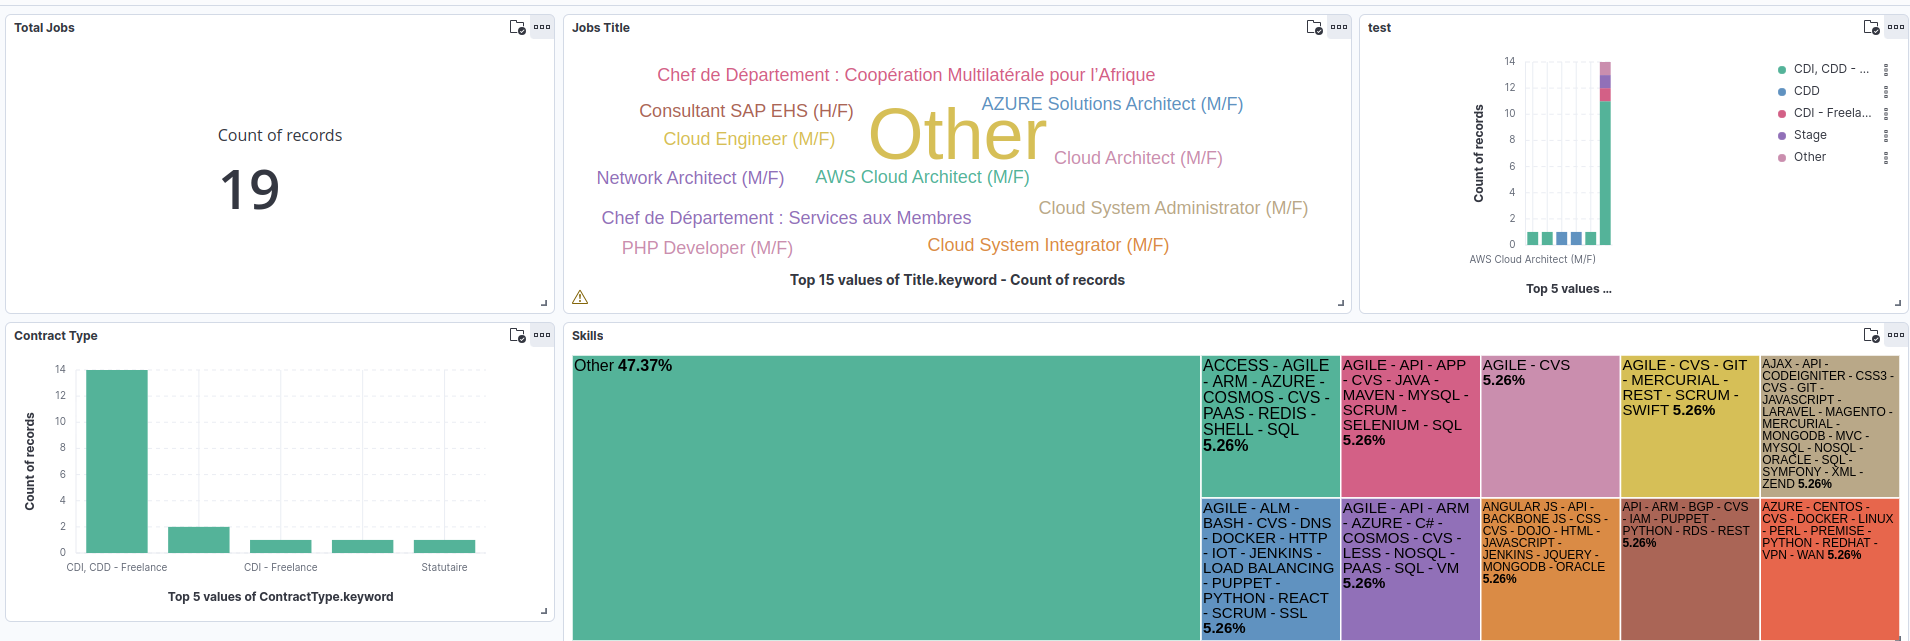 Total Jobs
Count of records
19
Jobs Title
Chef de Département : Coopération Multilatérale pour l'Afrique
Consultant SAP EHS (H/F)
AZURE Solutions Architect (M/F)
Other
Cloud Engineer (M/F)
Cloud Architect (M/F)
Network Architect (M/F)
AWS Cloud Architect (M/F)
Cloud System Administrator (M/F)
Chef de Département : Services aux Membres
PHP Developer (M/F)
Cloud System Integrator (M/F)
Top 15 values of Title.keyword - Count of records
test
Count of records
14
12
10
8
6
4
2
0
AWS Cloud Architect (M/F)
Top 5 values ...
CDI, CDD - ...
CDD
CDI - Freela...
Stage
Other
Contract Type
Count of records
14
12
10
8
6
4
2
0
CDI, CDD - Freelance
CDI - Freelance
Statutaire
Top 5 values of ContractType.keyword
Skills
Other 47.37%
ACCESS - AGILE
- ARM - AZURE -
COSMOS - CVS -
PAAS - REDIS -
SHELL - SQL
5.26%
AGILE - API - APP
- CVS - JAVA -
MAVEN - MYSQL -
SCRUM -
SELENIUM - SQL
5.26%
AGILE - CVS
5.26%
AGILE - CVS - GIT
- MERCURIAL -
REST - SCRUM -
SWIFT 5.26%
AJAX - API -
CODEIGNITER - CSS3 -
CVS - GIT -
JAVASCRIPT -
LARAVEL - MAGENTO -
MERCURIAL -
MONGODB - MVC -
MYSQL - NOSQL -
ORACLE - SQL -
SYMFONY - XML -
ZEND 5.26%
AGILE - ALM -
BASH - CVS - DNS
- DOCKER - HTTP
- IOT - JENKINS -
LOAD BALANCING
- PUPPET -
PYTHON - REACT
- SCRUM - SSL
5.26%
AGILE - API - ARM
- AZURE - C# -
COSMOS - CVS -
LESS - NOSQL -
PAAS - SQL - VM
5.26%
ANGULAR JS - API -
BACKBONE JS - CSS -
CVS - DOJO - HTML -
JAVASCRIPT -
JENKINS - JQUERY -
MONGODB - ORACLE
5.26%
API - ARM - BGP - CVS
- IAM - PUPPET -
PYTHON - RDS - REST
5.26%
AZURE - CENTOS -
CVS - DOCKER - LINUX
- PERL - PREMISE -
PYTHON - REDHAT -
VPN - WAN 5.26%